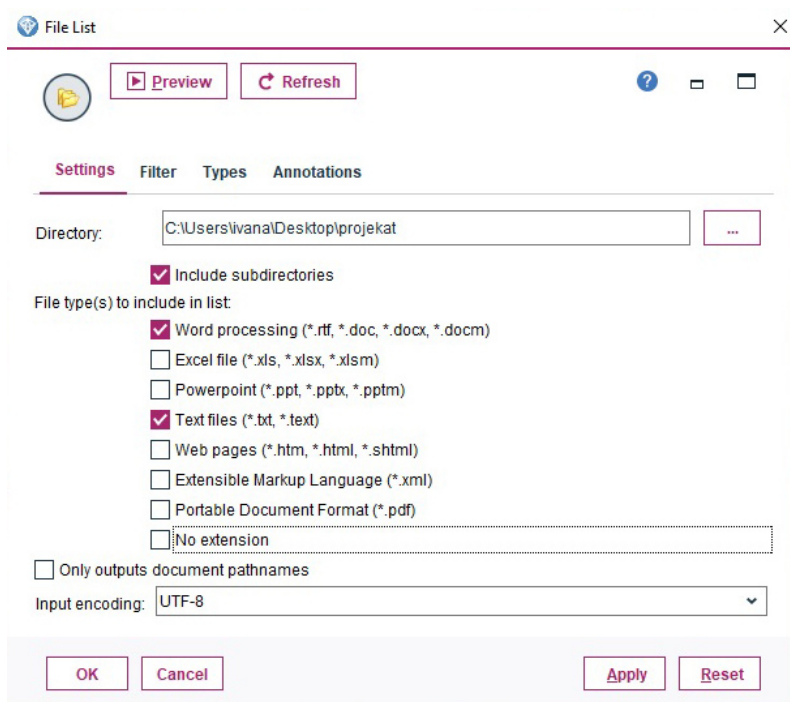 File List
Preview Refresh
Settings Filter Types Annotations
Directory: C:\Users\ivana\Desktop\projekat ...
Include subdirectories
File type(s) to include in list:
Word processing (*.rtf, *.doc, *.docx, *.docm)
Excel file (*.xls, *.xlsx, *.xlsm)
Powerpoint (*.ppt, *.pptx, *.pptm)
Text files (*.txt, *.text)
Web pages (*.htm, *.html, *.shtml)
Extensible Markup Language (*.xml)
Portable Document Format (*.pdf)
No extension
Only outputs document pathnames
Input encoding: UTF-8
OK Cancel Apply Reset